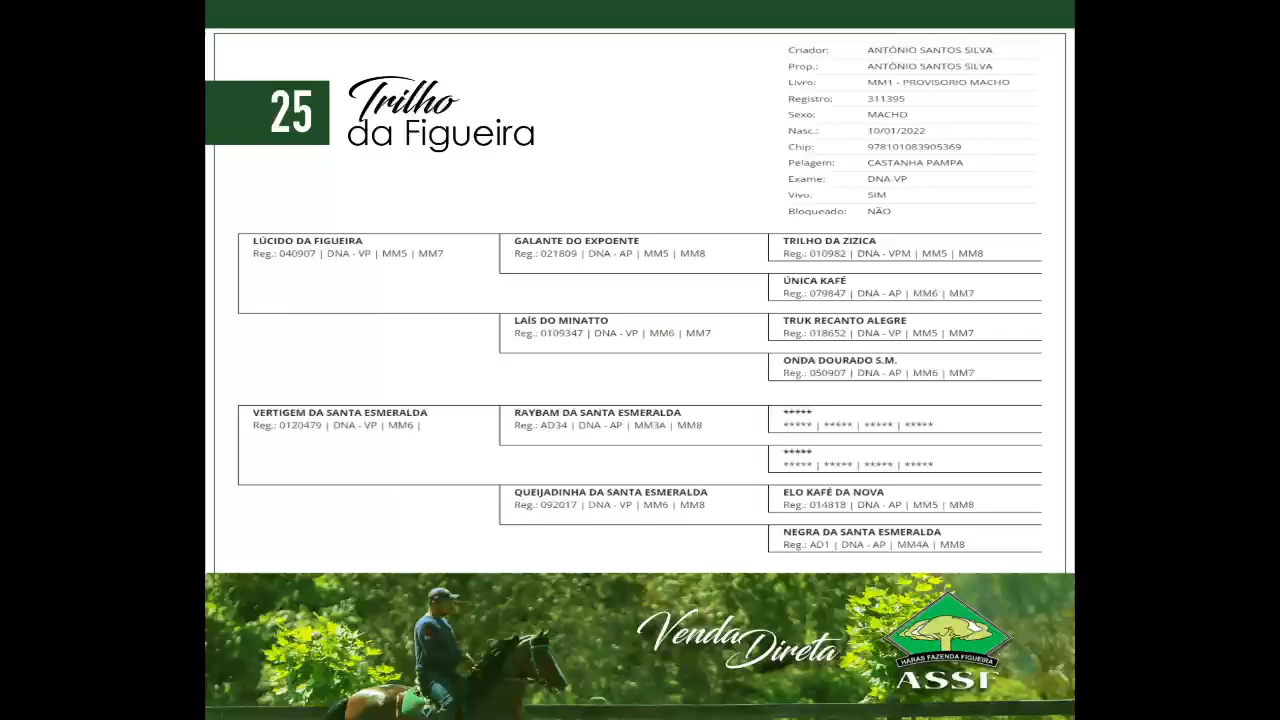 25
Trilho
da Figueira
Criador: ANTÔNIO SANTOS SILVA
Prop.: ANTÔNIO SANTOS SILVA
Livro: MM1 - PROVISORIO MACHO
Registro: 311395
Sexo: MACHO
Nasc.: 10/01/2022
Chip: 978101083905369
Pelagem: CASTANHA PAMPA
Exame: DNA-VP
Vivo: SIM
Bloqueado: NÃO
LÚCIDO DA FIGUEIRA
Reg.: 040907 | DNA - VP | MM5 | MM7
GALANTE DO EXPOENTE
Reg.: 021809 | DNA - AP | MM5 | MM8
TRILHO DA ZIZICA
Reg.: 010982 | DNA - VPM | MM5 | MM8
ÚNICA KAFÉ
Reg.: 079847 | DNA - AP | MM6 | MM7
LAÍS DO MINATTO
Reg.: 0109347 | DNA - VP | MM6 | MM7
TRUK RECANTO ALEGRE
Reg.: 018652 | DNA - VP | MM5 | MM7
ONDA DOURADO S.M.
Reg.: 050907 | DNA - AP | MM6 | MM7
VERTIGEM DA SANTA ESMERALDA
Reg.: 0120479 | DNA - VP | MM6 |
RAYBAM DA SANTA ESMERALDA
Reg.: AD34 | DNA - AP | MM3A | MM8
*****
***** | ***** | ***** | *****
*****
***** | ***** | ***** | *****
QUEIJADINHA DA SANTA ESMERALDA
Reg.: 092017 | DNA - VP | MM6 | MM8
ELO KAFÉ DA NOVA
Reg.: 014818 | DNA - AP | MM5 | MM8
NEGRA DA SANTA ESMERALDA
Reg.: AD1 | DNA - AP | MM4A | MM8
Venda Direta
HARAS FAZENDA FIGUEIRA
ASSF